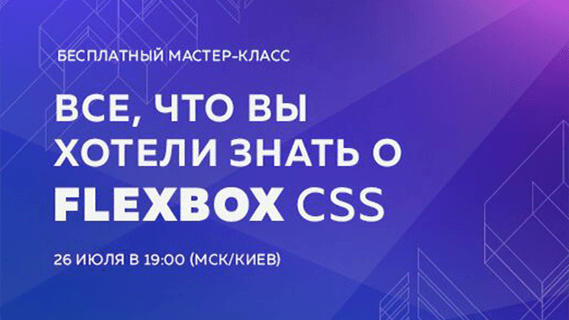 БЕСПЛАТНЫЙ МАСТЕР-КЛАСС
ВСЕ, ЧТО ВЫ
ХОТЕЛИ ЗНАТЬ О
FLEXBOX CSS
26 ИЮЛЯ В 19:00 (МСК/КИЕВ)